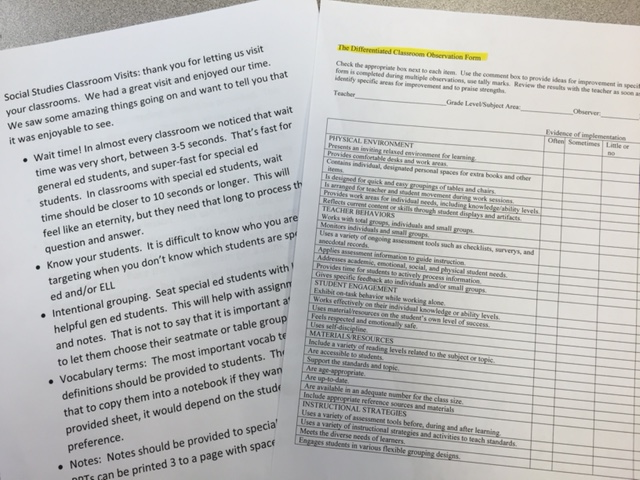 Social Studies Classroom Visits: thank you for letting us visit
your classrooms. We had a great visit and enjoyed our time.
We saw some amazing things going on and want to tell you that
it was enjoyable to see.
• Wait time! In almost every classroom we noticed that wait
time was very short, between 3-5 seconds. That's fast for
general ed students, and super-fast for special ed
students. In classrooms with special ed students, wait
time should be closer to 10 seconds or longer. This will
feel like an eternity, but they need that long to process th
question and answer.
• Know your students. It is difficult to know who you are
targeting when you don't know which students are sp
ed and/or ELL
• Intentional grouping. Seat special ed students with
helpful gen ed students. This will help with assignm
and notes. That is not to say that it is important a
to let them choose their seatmate or table group
• Vocabulary terms: The most important vocab te
definitions should be provided to students. Th
that to copy them into a notebook if they wan
provided sheet, it would depend on the stude
preference.
• Notes: Notes should be provided to specia
PPTs can be printed 3 to a page with space
The Differentiated Classroom Observation Form
Check the appropriate box next to each item. Use the comment box to provide ideas for improvement in specif
form is completed during multiple observations, use tally marks. Review the results with the teacher as soon a
identify specific areas for improvement and to praise strengths.
Teacher Grade Level/Subject Area: Observer:
Evidence of implementation
Often Sometimes Little or
no
PHYSICAL ENVIRONMENT
Presents an inviting relaxed environment for learning.
Provides comfortable desks and work areas.
Contains individual, designated personal spaces for extra books and other
items.
Is designed for quick and easy groupings of tables and chairs.
Is arranged for teacher and student movement during work sessions.
Provides work areas for individual needs, including knowledge/ability levels.
Reflects current content or skills through student displays and artifacts.
TEACHER BEHAVIORS
Works with total groups, individuals and small groups.
Monitors individuals and small groups.
Uses a variety of ongoing assessment tools such as checklists, surverys, and
anecdotal records.
Applies assessment information to guide instruction.
Addresses academic, emotional, social, and physical student needs.
Provides time for students to actively process information.
Gives specific feedback ato individuals and/or small groups.
STUDENT ENGAGEMENT
Exhibit on-task behavior while working alone.
Works effectively on their individual knowledge or ability levels.
Uses material/resources on the student's own level of success.
Feels respected and emotionally safe.
Uses self-discipline.
MATERIALS/RESOURCES
Include a variety of reading levels related to the subject or topic.
Are accessible to students.
Support the standards and topic.
Are age-appropriate.
Are up-to-date.
Are available in an adequate number for the class size.
Include appropriate reference sources and materials
INSTRUCTIONAL STRATEGIES
Uses a variety of assessment tools before, during and after learning.
Uses a variety of instructional strategies and activities to teach standards.
Meets the diverse needs of learners.
Engages students in various flexible grouping designs.